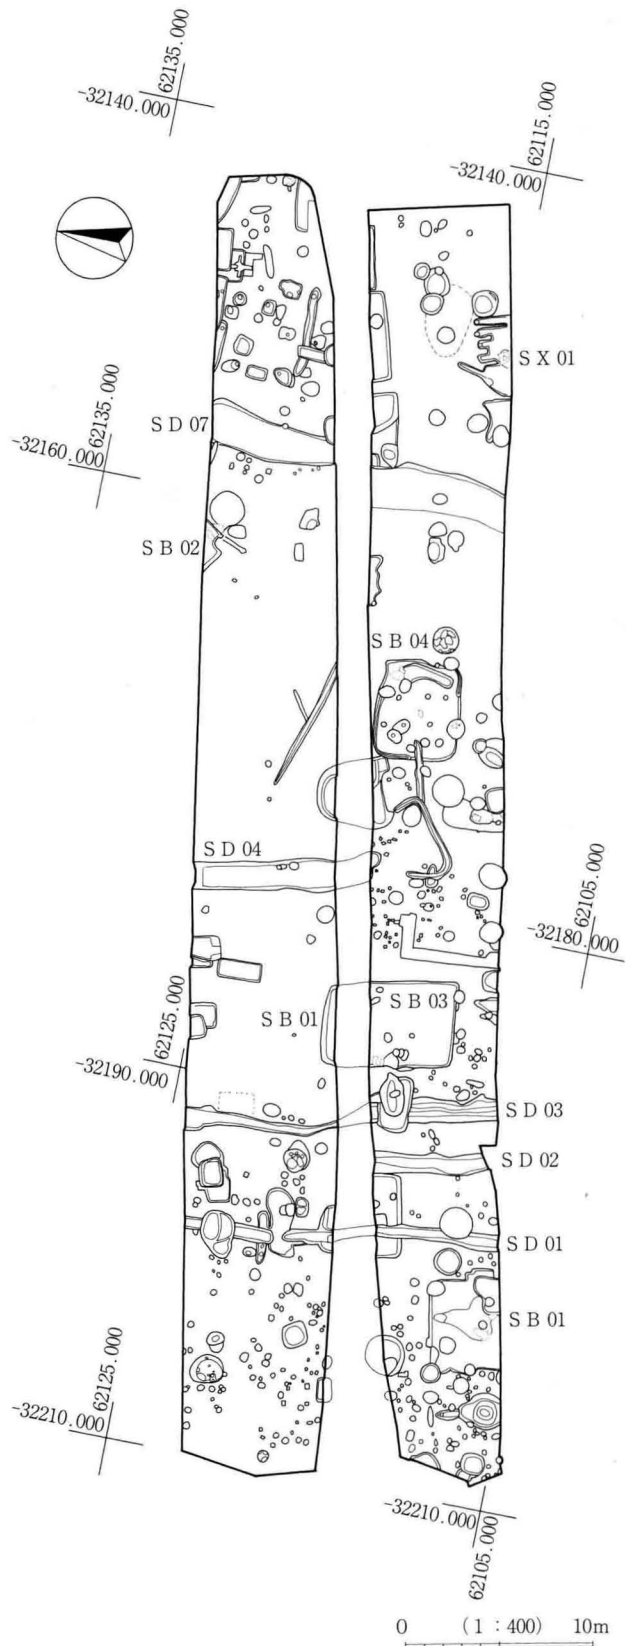 62135.000
-32140.000
62115.000
-32140.000
S X 01
62135.000
S D 07
-32160.000
S B 02
S B 04
S D 04
62105.000
-32180.000
62125.000
S B 01
S B 03
-32190.000
S D 03
S D 02
S D 01
S B 01
62125.000
-32210.000
-32210.000
62105.000
0 (1 : 400) 10m